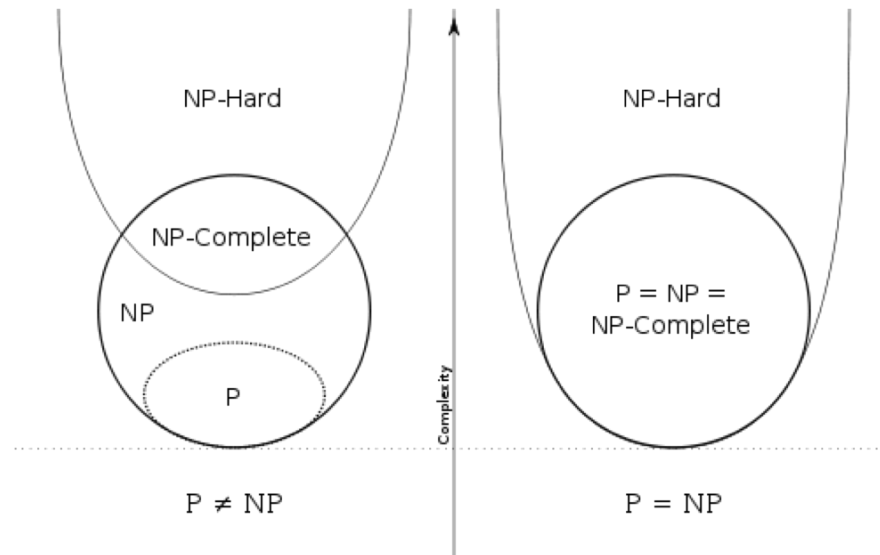 NP-Hard
NP-Complete
NP
P
P ≠ NP
Complexity
NP-Hard
P = NP =
NP-Complete
P = NP